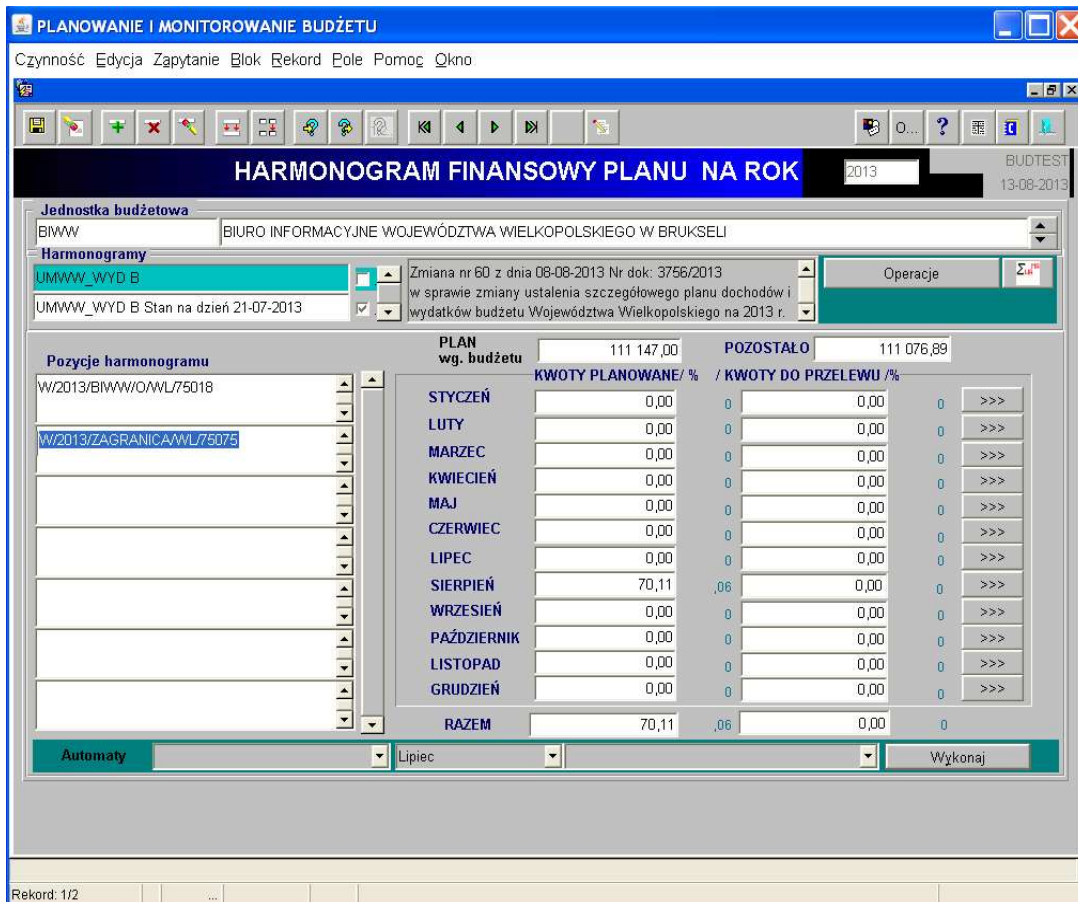 PLANOWANIE I MONITOROWANIE BUDŻETU
Czynność Edycja Zapytanie Blok Rekord Pole Pomoc Okno
O... ?
HARMONOGRAM FINANSOWY PLANU NA ROK 2013 BUDTEST
13-08-2013
Jednostka budżetowa
BIWW BIURO INFORMACYJNE WOJEWÓDZTWA WIELKOPOLSKIEGO W BRUKSELI
Harmonogramy
UMWW_WYD B
UMWW_WYD B Stan na dzień 21-07-2013
Zmiana nr 60 z dnia 08-08-2013 Nr dok: 3756/2013
w sprawie zmiany ustalenia szczegółowego planu dochodów i
wydatków budżetu Województwa Wielkopolskiego na 2013 r.
Operacje
Pozycje harmonogramu
W/2013/BIWW/O/WL/75018
W/2013/ZAGRANICA/WL/75075
PLAN
wg. budżetu 111 147,00 POZOSTAŁO 111 076,89
KWOTY PLANOWANE/ % / KWOTY DO PRZELEWU /%
STYCZEŃ 0,00 0 0,00 0 >>>
LUTY 0,00 0 0,00 0 >>>
MARZEC 0,00 0 0,00 0 >>>
KWIECIEŃ 0,00 0 0,00 0 >>>
MAJ 0,00 0 0,00 0 >>>
CZERWIEC 0,00 0 0,00 0 >>>
LIPEC 0,00 0 0,00 0 >>>
SIERPIEŃ 70,11 ,06 0,00 0 >>>
WRZESIEŃ 0,00 0 0,00 0 >>>
PAŹDZIERNIK 0,00 0 0,00 0 >>>
LISTOPAD 0,00 0 0,00 0 >>>
GRUDZIEŃ 0,00 0 0,00 0 >>>
RAZEM 70,11 ,06 0,00 0
Automaty Lipiec Wykonaj
Rekord: 1/2 ...